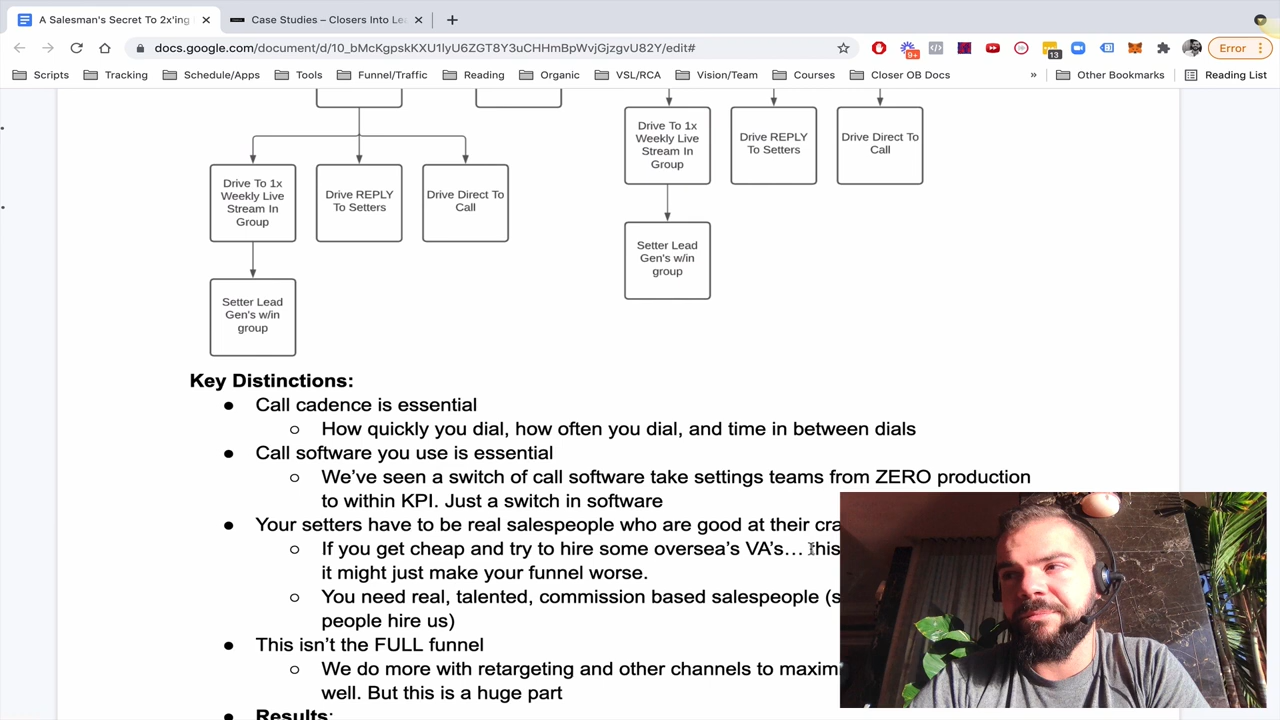 A Salesman's Secret To 2x'ing
Case Studies – Closers Into Le
docs.google.com/document/d/10_bMcKgpskKXU1lyU6ZGT8Y3uCHHmBpWvjGjzgvU82Y/edit#
9+
13
Error
Scripts
Tracking
Schedule/Apps
Tools
Funnel/Traffic
Reading
Organic
VSL/RCA
Vision/Team
Courses
Closer OB Docs
»
Other Bookmarks
Reading List
Drive To 1x
Weekly Live
Stream In
Group
Drive REPLY
To Setters
Drive Direct To
Call
Setter Lead
Gen's w/in
group
Drive To 1x
Weekly Live
Stream In
Group
Drive REPLY
To Setters
Drive Direct To
Call
Setter Lead
Gen's w/in
group
Key Distinctions:
● Call cadence is essential
○ How quickly you dial, how often you dial, and time in between dials
● Call software you use is essential
○ We've seen a switch of call software take settings teams from ZERO production
to within KPI. Just a switch in software
● Your setters have to be real salespeople who are good at their cra
○ If you get cheap and try to hire some oversea's VA's… this
it might just make your funnel worse.
○ You need real, talented, commission based salespeople (s
people hire us)
● This isn't the FULL funnel
○ We do more with retargeting and other channels to maxim
well. But this is a huge part
● Results: